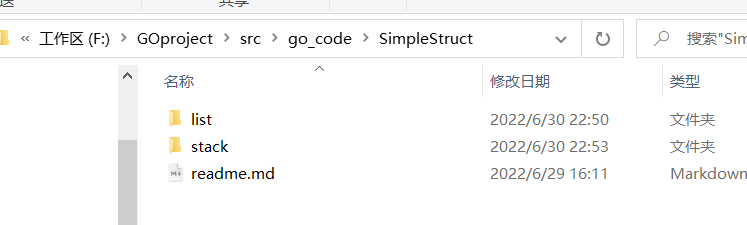 共享
« 工作区 (F:) > GOproject > src > go_code > SimpleStruct 搜索"Sim
名称 修改日期 类型
list 2022/6/30 22:50 文件夹
stack 2022/6/30 22:53 文件夹
readme.md 2022/6/29 16:11 Markdown